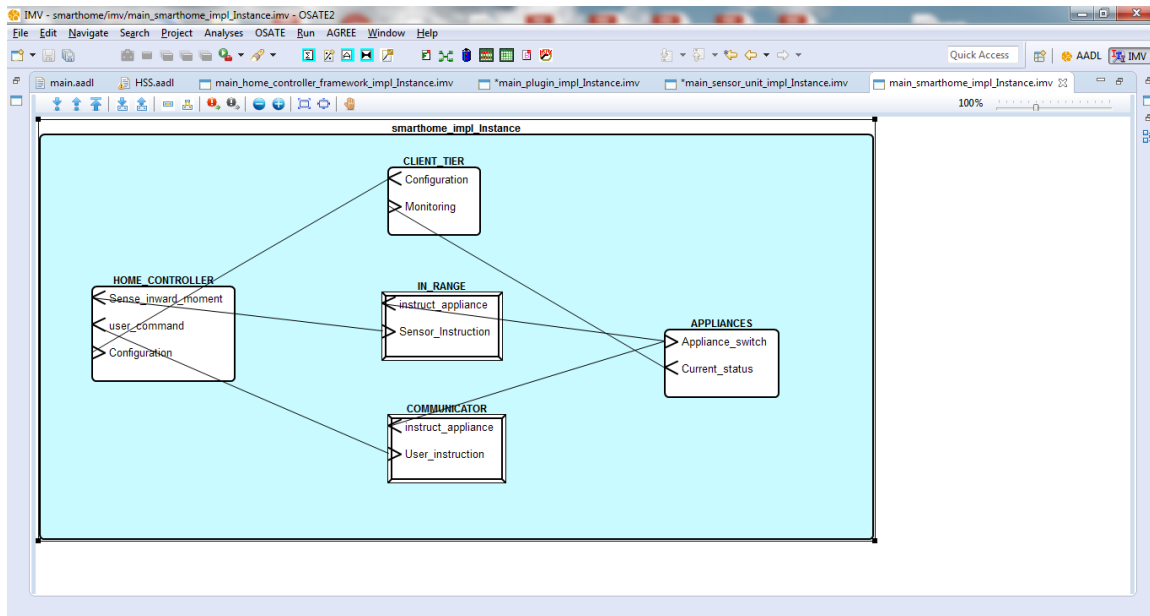 IMV - smarthome/imv/main_smarthome_impl_Instance.imv - OSATE2
File Edit Navigate Search Project Analyses OSATE Run AGREE Window Help
Quick Access AADL IMV
main.aadl HSS.aadl main_home_controller_framework_impl_Instance.imv *main_plugin_impl_Instance.imv *main_sensor_unit_impl_Instance.imv main_smarthome_impl_Instance.imv
100%
smarthome_impl_Instance
CLIENT_TIER
Configuration
Monitoring
HOME_CONTROLLER
Sense_inward_moment
user_command
Configuration
IN_RANGE
instruct_appliance
Sensor_Instruction
APPLIANCES
Appliance_switch
Current_status
COMMUNICATOR
instruct_appliance
User_instruction